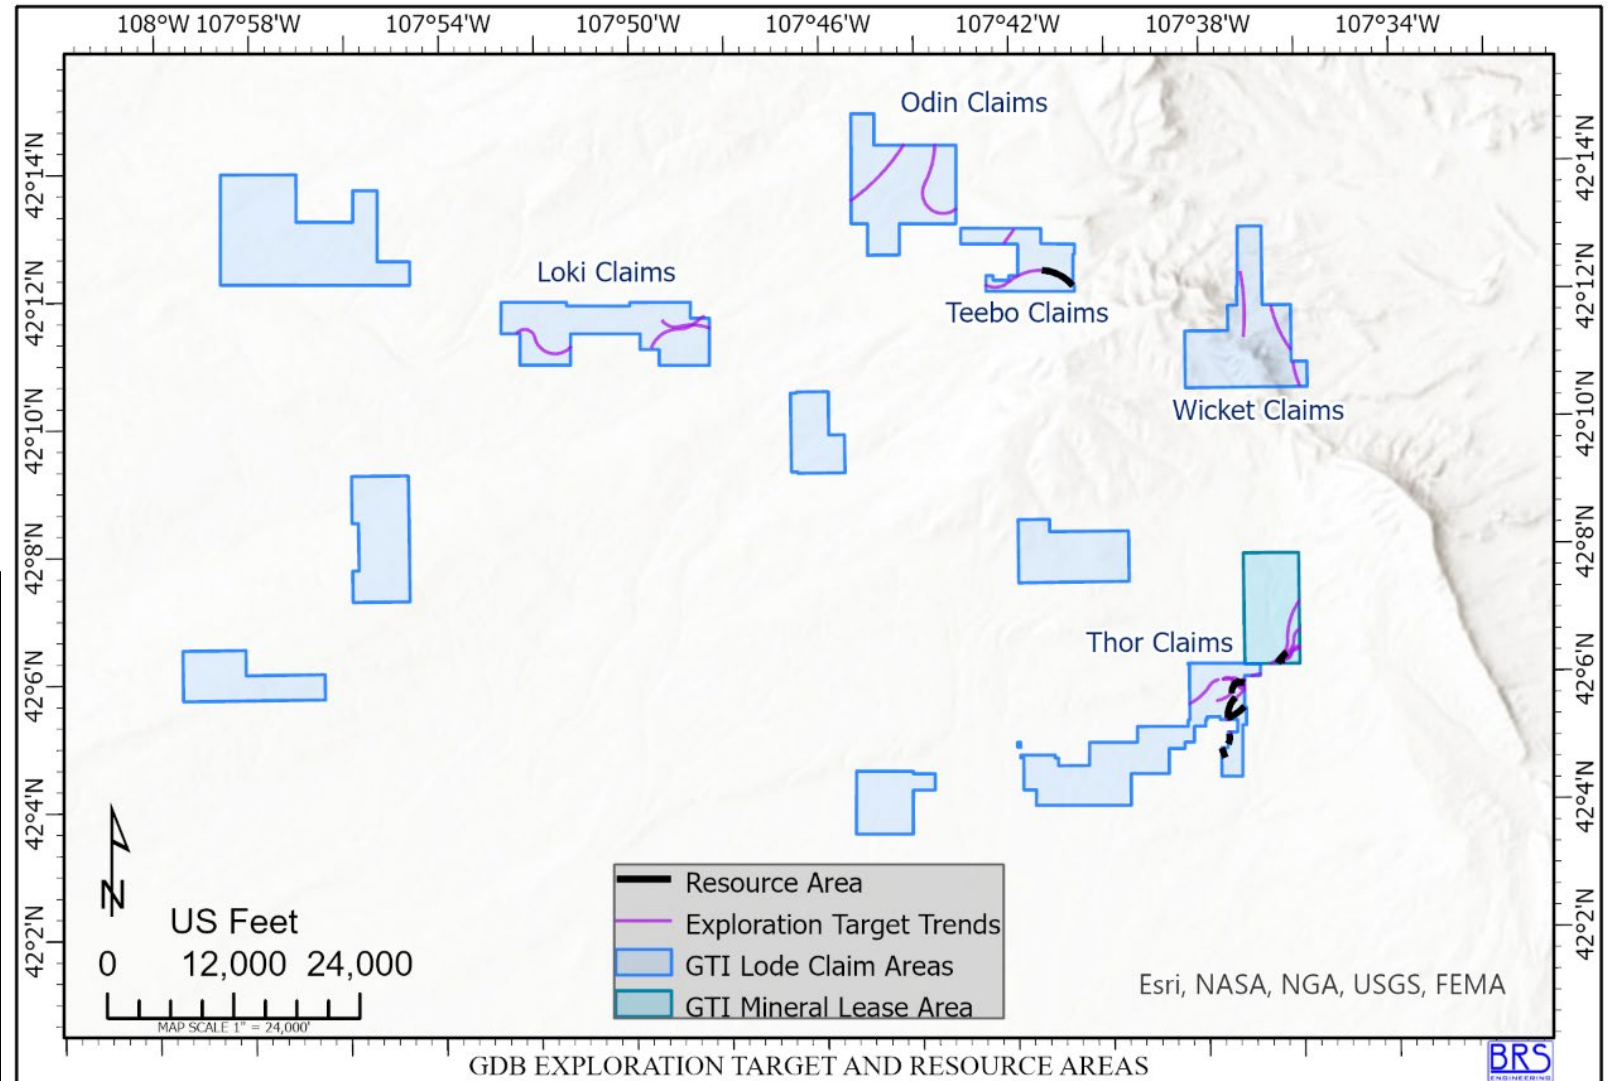 108°W 107°58'W 107°54'W 107°50'W 107°46'W 107°42'W 107°38'W 107°34'W
Odin Claims
42°14'N 42°14'N
Loki Claims
42°12'N 42°12'N
Teebo Claims
Wicket Claims
42°10'N 42°10'N
42°8'N 42°8'N
Thor Claims
42°6'N 42°6'N
42°4'N 42°4'N
N
US Feet
0 12,000 24,000
MAP SCALE 1" = 24,000'
42°2'N 42°2'N
Resource Area
Exploration Target Trends
GTI Lode Claim Areas
GTI Mineral Lease Area
Esri, NASA, NGA, USGS, FEMA
GDB EXPLORATION TARGET AND RESOURCE AREAS
BRS
ENGINEERING